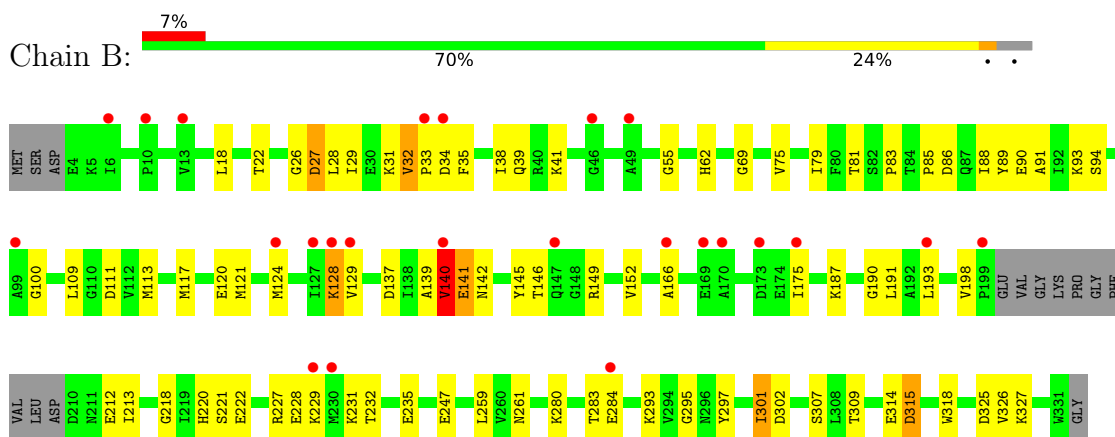 7%
Chain B:
70% 24% • •
MET SER ASP E4 K5 I6 P10 V13 L18 T22 G26 D27 L28 I29 E30 K31 V32 P33 D34 F35 I38 Q39 R40 K41 G46 A49 G55 H62 G69 V75 I79 F80 T81 S82 P83 T84 P85 D86 Q87 I88 Y89 E90 A91 I92 K93 S94
A99 G100 L109 G110 D111 V112 M113 M117 E120 M121 M124 I127 K128 V129 D137 I138 A139 V140 E141 N142 Y145 T146 Q147 G148 R149 V152 A166 E169 A170 D173 E174 I175 K187 G190 L191 A192 L193 V198 P199 GLU VAL GLY LYS PRO GLY PHE
VAL LEU ASP D210 N211 E212 I213 G218 I219 H220 S221 E222 R227 E228 K229 M230 K231 T232 E235 E247 L259 V260 N261 K280 T283 E284 K293 V294 G295 N296 Y297 I301 D302 S307 L308 T309 E314 D315 W318 D325 V326 K327 W331 GLY